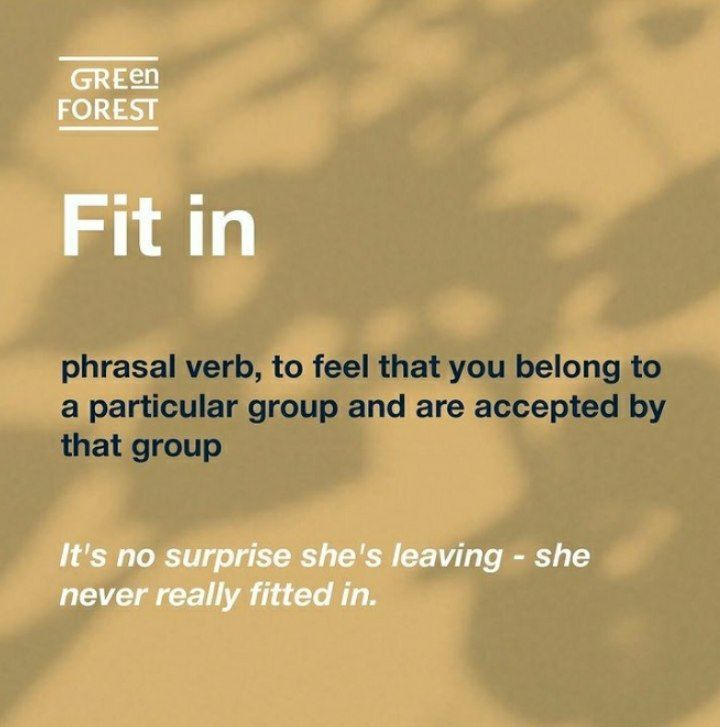 GREen
FOREST
Fit in
phrasal verb, to feel that you belong to
a particular group and are accepted by
that group
It's no surprise she's leaving - she
never really fitted in.